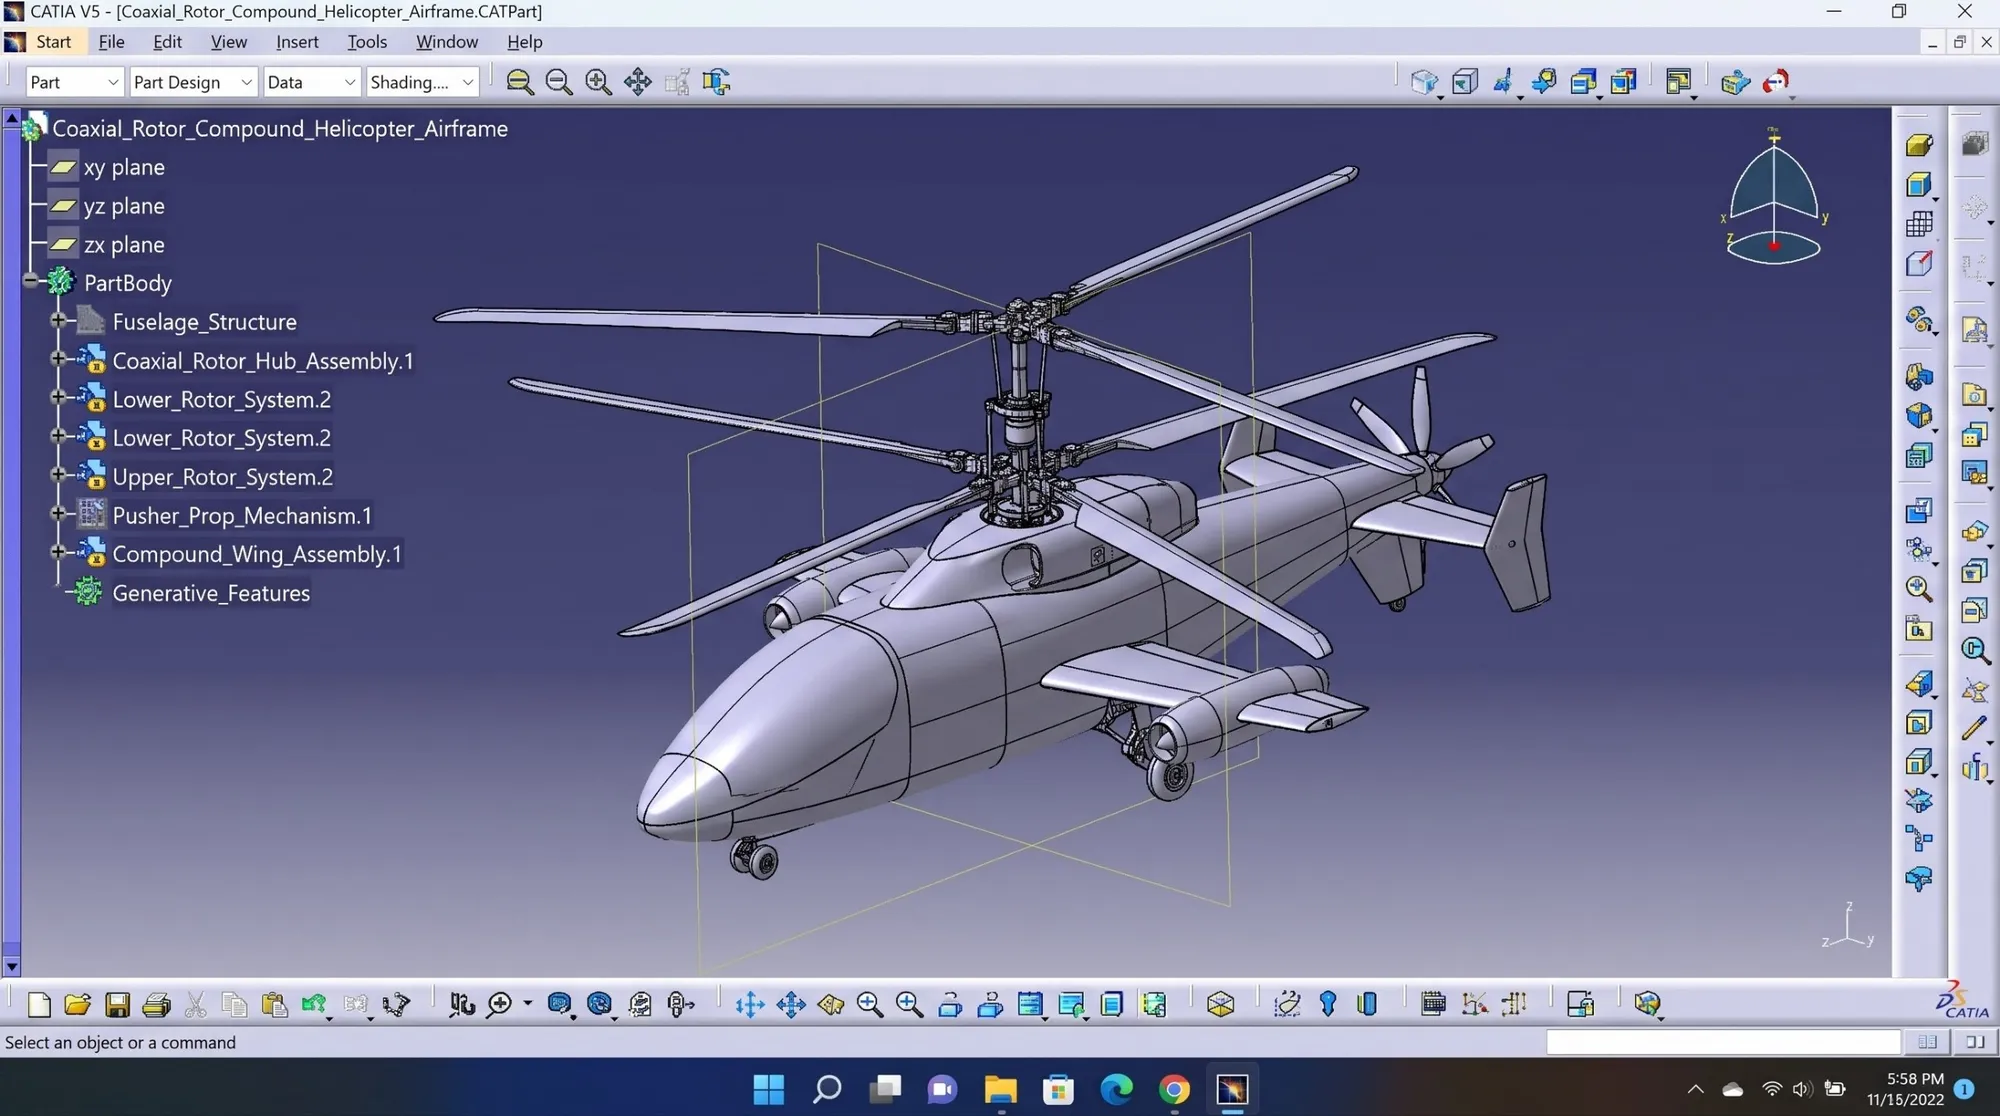 CATIA V5 - [Coaxial_Rotor_Compound_Helicopter_Airframe.CATPart]
Start File Edit View Insert Tools Window Help
Part Part Design Data Shading....
Coaxial_Rotor_Compound_Helicopter_Airframe
xy plane
yz plane
zx plane
PartBody
Fuselage_Structure
Coaxial_Rotor_Hub_Assembly.1
Lower_Rotor_System.2
Lower_Rotor_System.2
Upper_Rotor_System.2
Pusher_Prop_Mechanism.1
Compound_Wing_Assembly.1
Generative_Features
x y
z
z
z y
CATIA
Select an object or a command
5:58 PM
11/15/2022
1